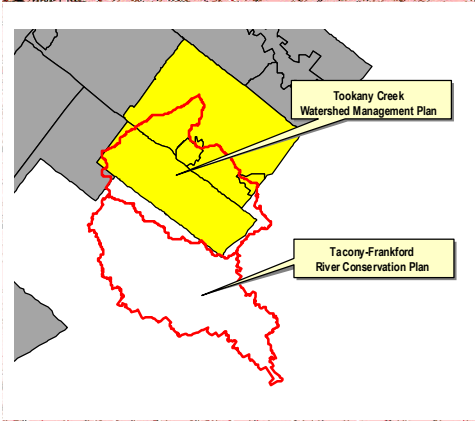 Tookany Creek
Watershed Management Plan
Tacony-Frankford
River Conservation Plan